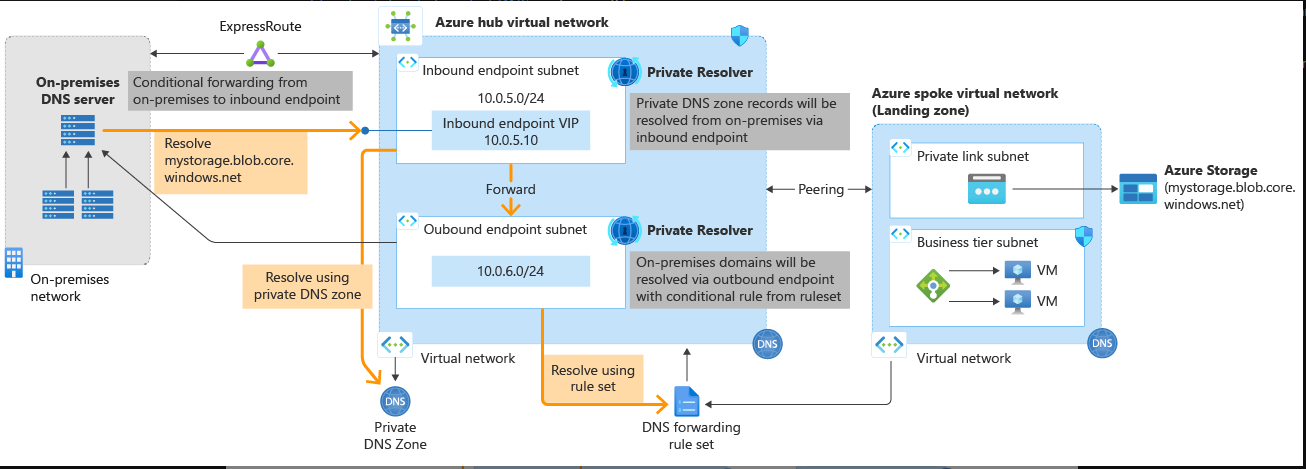 ExpressRoute
Azure hub virtual network
On-premises
DNS server
Conditional forwarding from
on-premises to inbound endpoint
Inbound endpoint subnet
10.0.5.0/24
Inbound endpoint VIP
10.0.5.10
Private Resolver
Private DNS zone records will be
resolved from on-premises via
inbound endpoint
Resolve
mystorage.blob.core.
windows.net
Forward
Oubound endpoint subnet
10.0.6.0/24
Private Resolver
On-premises domains will be
resolved via outbound endpoint
with conditional rule from ruleset
On-premises
network
Resolve using
private DNS zone
Virtual network
DNS
DNS
Private
DNS Zone
Resolve using
rule set
DNS forwarding
rule set
Peering
Azure spoke virtual network
(Landing zone)
Private link subnet
Azure Storage
(mystorage.blob.core.
windows.net)
Business tier subnet
VM
VM
Virtual network
DNS